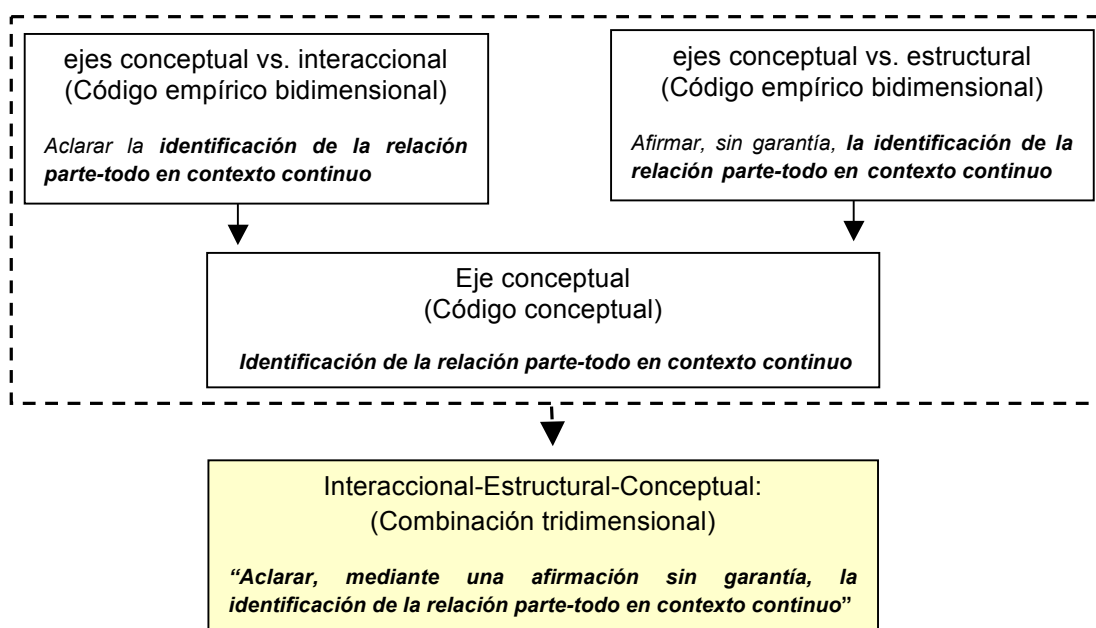 ejes conceptual vs. interaccional
(Código empírico bidimensional)
Aclarar la identificación de la relación
parte-todo en contexto continuo
ejes conceptual vs. estructural
(Código empírico bidimensional)
Afirmar, sin garantía, la identificación de la
relación parte-todo en contexto continuo
Eje conceptual
(Código conceptual)
Identificación de la relación parte-todo en contexto continuo
Interaccional-Estructural-Conceptual:
(Combinación tridimensional)
“Aclarar, mediante una afirmación sin garantía, la
identificación de la relación parte-todo en contexto continuo”